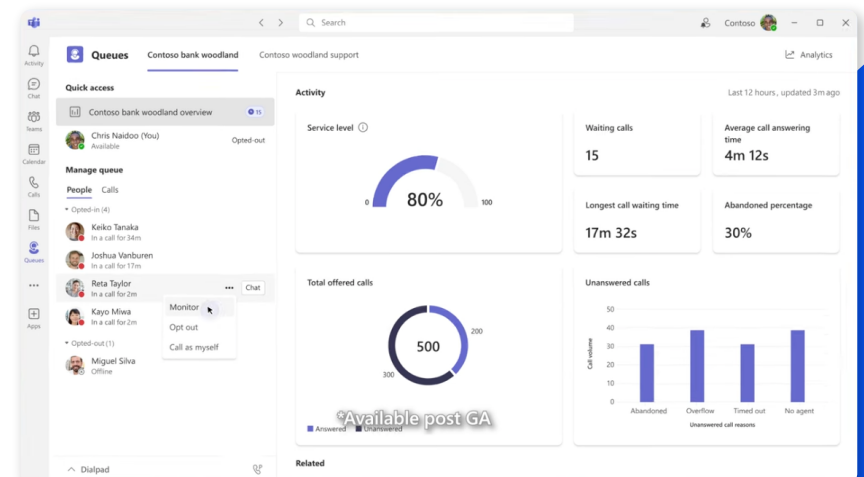 Search
Contoso
Activity
Chat
Teams
Calendar
Calls
Files
Queues
Apps
Queues
Contoso bank woodland
Contoso woodland support
Analytics
Quick access
Contoso bank woodland overview
15
Chris Naidoo (You)
Available
Opted-out
Manage queue
People
Calls
Opted-in (4)
Keiko Tanaka
In a call for 34m
Joshua Vanburen
In a call for 17m
Reta Taylor
In a call for 2m
Chat
Kayo Miwa
In a call for 2m
Monitor
Opt out
Call as myself
Opted-out (1)
Miguel Silva
Offline
Dialpad
Activity
Last 12 hours, updated 3m ago
Service level
0
80%
100
Waiting calls
15
Average call answering
time
4m 12s
Longest call waiting time
17m 32s
Abandoned percentage
30%
Total offered calls
500
200
300
Answered
Unanswered
*Available post GA
Unanswered calls
Call volume
50
40
30
20
10
0
Abandoned
Overflow
Timed out
No agent
Unanswered call reasons
Related